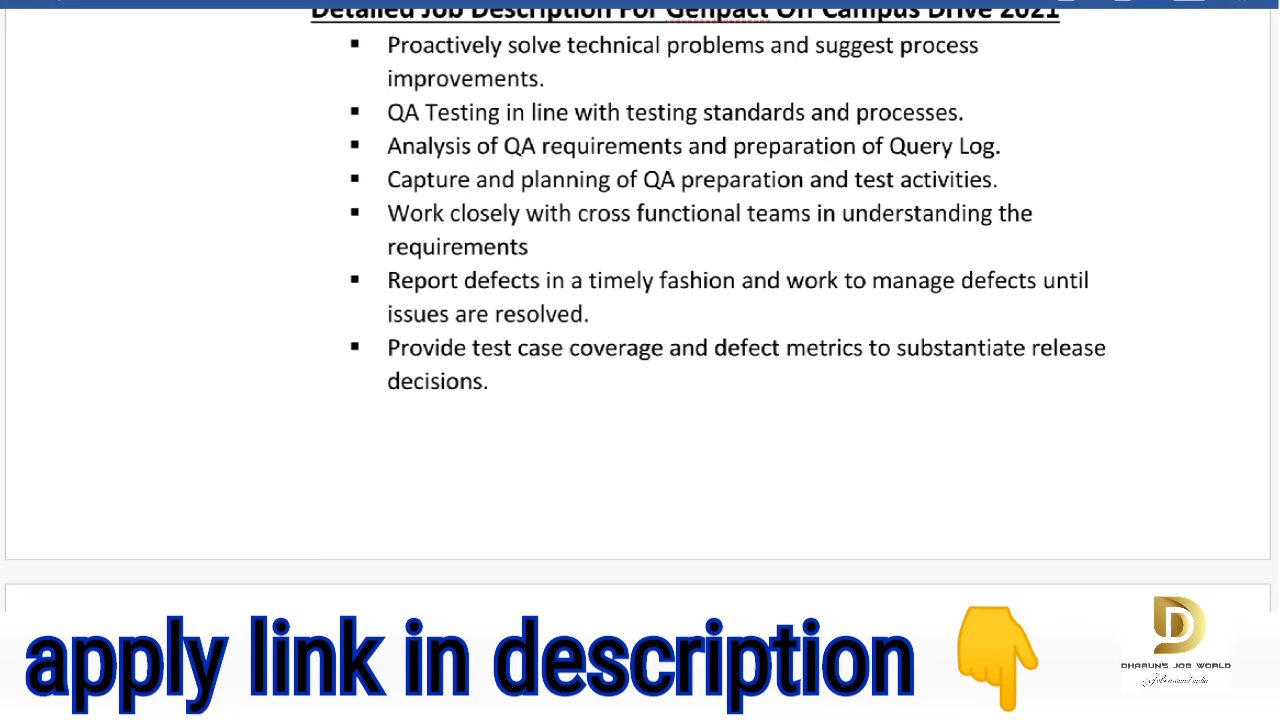 Detailed Job Description For Genpact Off Campus Drive 2021
▪ Proactively solve technical problems and suggest process
improvements.
▪ QA Testing in line with testing standards and processes.
▪ Analysis of QA requirements and preparation of Query Log.
▪ Capture and planning of QA preparation and test activities.
▪ Work closely with cross functional teams in understanding the
requirements
▪ Report defects in a timely fashion and work to manage defects until
issues are resolved.
▪ Provide test case coverage and defect metrics to substantiate release
decisions.
apply link in description
D
DHARUN'S JOB WORLD